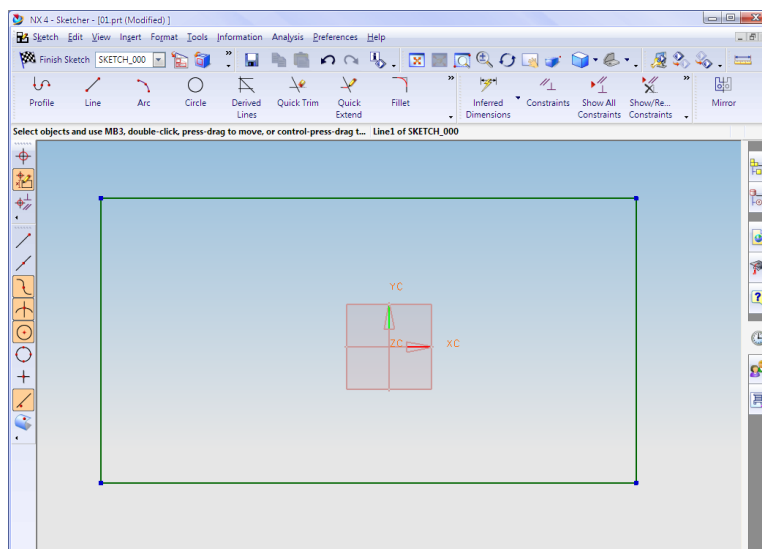 NX 4 - Sketcher - [01.prt (Modified) ]
Sketch Edit View Insert Format Tools Information Analysis Preferences Help
Finish Sketch SKETCH_000
Profile Line Arc Circle Derived Lines Quick Trim Quick Extend Fillet Inferred Dimensions Constraints Show All Constraints Show/Re... Constraints Mirror
Select objects and use MB3, double-click, press-drag to move, or control-press-drag t... Line1 of SKETCH_000
YC
ZC XC